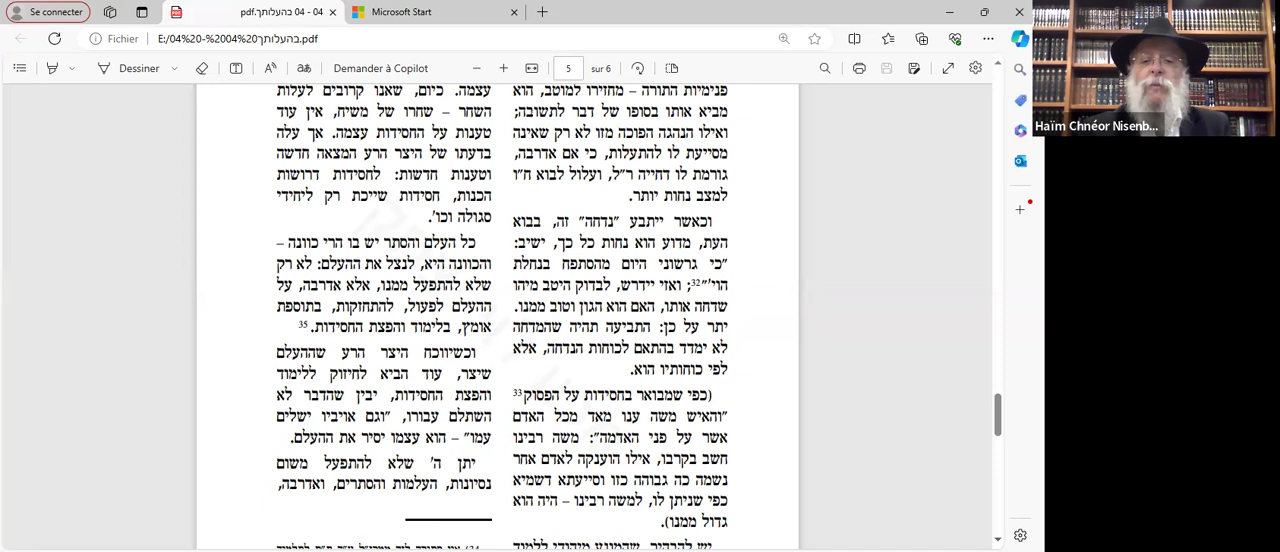 Se connecter
04 - 04 בהעלותך.pdf
Microsoft Start
Fichier
E:/04%20-%2004%20בהעלותך.pdf
Dessiner
Demander à Copilot
5
sur 6
Haïm Chnéor Nisenb...
פנימיות התורה – מחזירו למוטב, הוא
מביא אותו בסופו של דבר לתשובה;
ואילו הנהגה הפוכה מזו לא רק שאינה
מסייעת לו להתעלות, כי אם אדרבה,
גורמת לו דחייה ר"ל, ועלול לבוא ח"ו
למצב נחות יותר.
וכאשר ייתבע "נדחה" זה, בבוא
העת, מדוע הוא נחות כל כך, ישיב:
"כי גרשוני היום מהסתפח בנחלת
הוי'"32; ואזי יידרש, לבדוק היטב מיהו
שדחה אותו, האם הוא הגון וטוב ממנו.
יתר על כן: התביעה תהיה שהמדחה
לא ימדד בהתאם לכוחות הנדחה, אלא
לפי כוחותיו הוא.
(כפי שמבואר בחסידות על הפסוק33
"והאיש משה ענו מאד מכל האדם
אשר על פני האדמה": משה רבינו
חשב בקרבו, אילו הוענקה לאדם אחר
נשמה כה גבוהה כזו וסייעתא דשמיא
כפי שניתן לו, למשה רבינו – היה הוא
גדול ממנו).
יש להבהיר, שהמונע מיהודי ללמוד
עצמה. כיום, שאנו קרובים לעלות
השחר – שחרו של משיח, אין עוד
טענות על החסידות עצמה. אך עלה
בדעתו של היצר הרע המצאה חדשה
וטענות חדשות: לחסידות דרושות
הכנות, חסידות שייכת רק ליחידי
סגולה וכו'.
כל העלם והסתר יש בו הרי כוונה –
והכוונה היא, לנצל את ההעלם: לא רק
שלא להתפעל ממנו, אלא אדרבה, על
ההעלם לפעול, להתחזקות, בתוספת
אומץ, בלימוד והפצת החסידות.35
וכשיווכח היצר הרע שההעלם
שיצר, עוד הביא לחיזוק ללימוד
והפצת החסידות, יבין שהדבר לא
השתלם עבורו, "וגם אויביו ישלים
עמו" – הוא עצמו יסיר את ההעלם.
יתן ה' שלא להתפעל משום
נסיונות, העלמות והסתרים, ואדרבה,